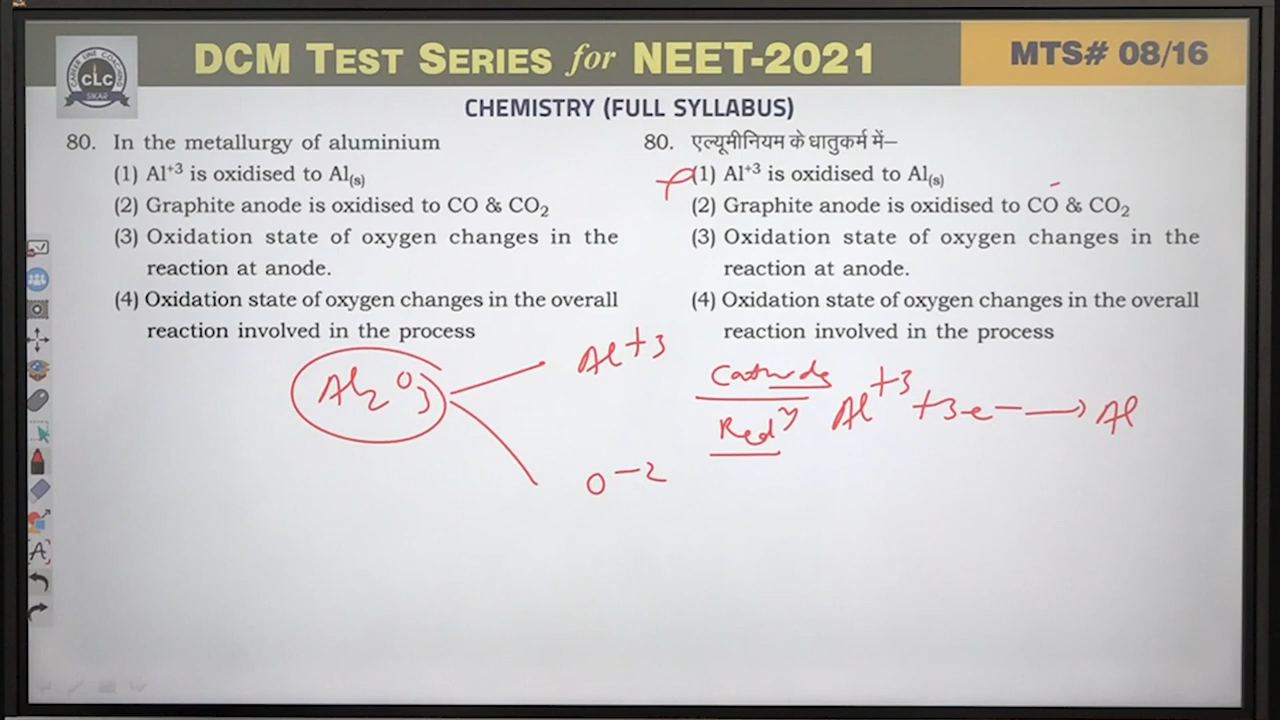 DCM TEST SERIES for NEET-2021
MTS# 08/16
CAREER LINE COACHING
CLC
SIKAR
CHEMISTRY (FULL SYLLABUS)
80. In the metallurgy of aluminium
(1) Al⁺³ is oxidised to Al₍ₛ₎
(2) Graphite anode is oxidised to CO & CO₂
(3) Oxidation state of oxygen changes in the
reaction at anode.
(4) Oxidation state of oxygen changes in the overall
reaction involved in the process
80. एल्यूमीनियम के धातुकर्म में–
(1) Al⁺³ is oxidised to Al₍ₛ₎
(2) Graphite anode is oxidised to CO & CO₂
(3) Oxidation state of oxygen changes in the
reaction at anode.
(4) Oxidation state of oxygen changes in the overall
reaction involved in the process
Al₂O₃
Al+3
O-2
Cathode
Redⁿ
Al⁺³ +3e⁻ → Al